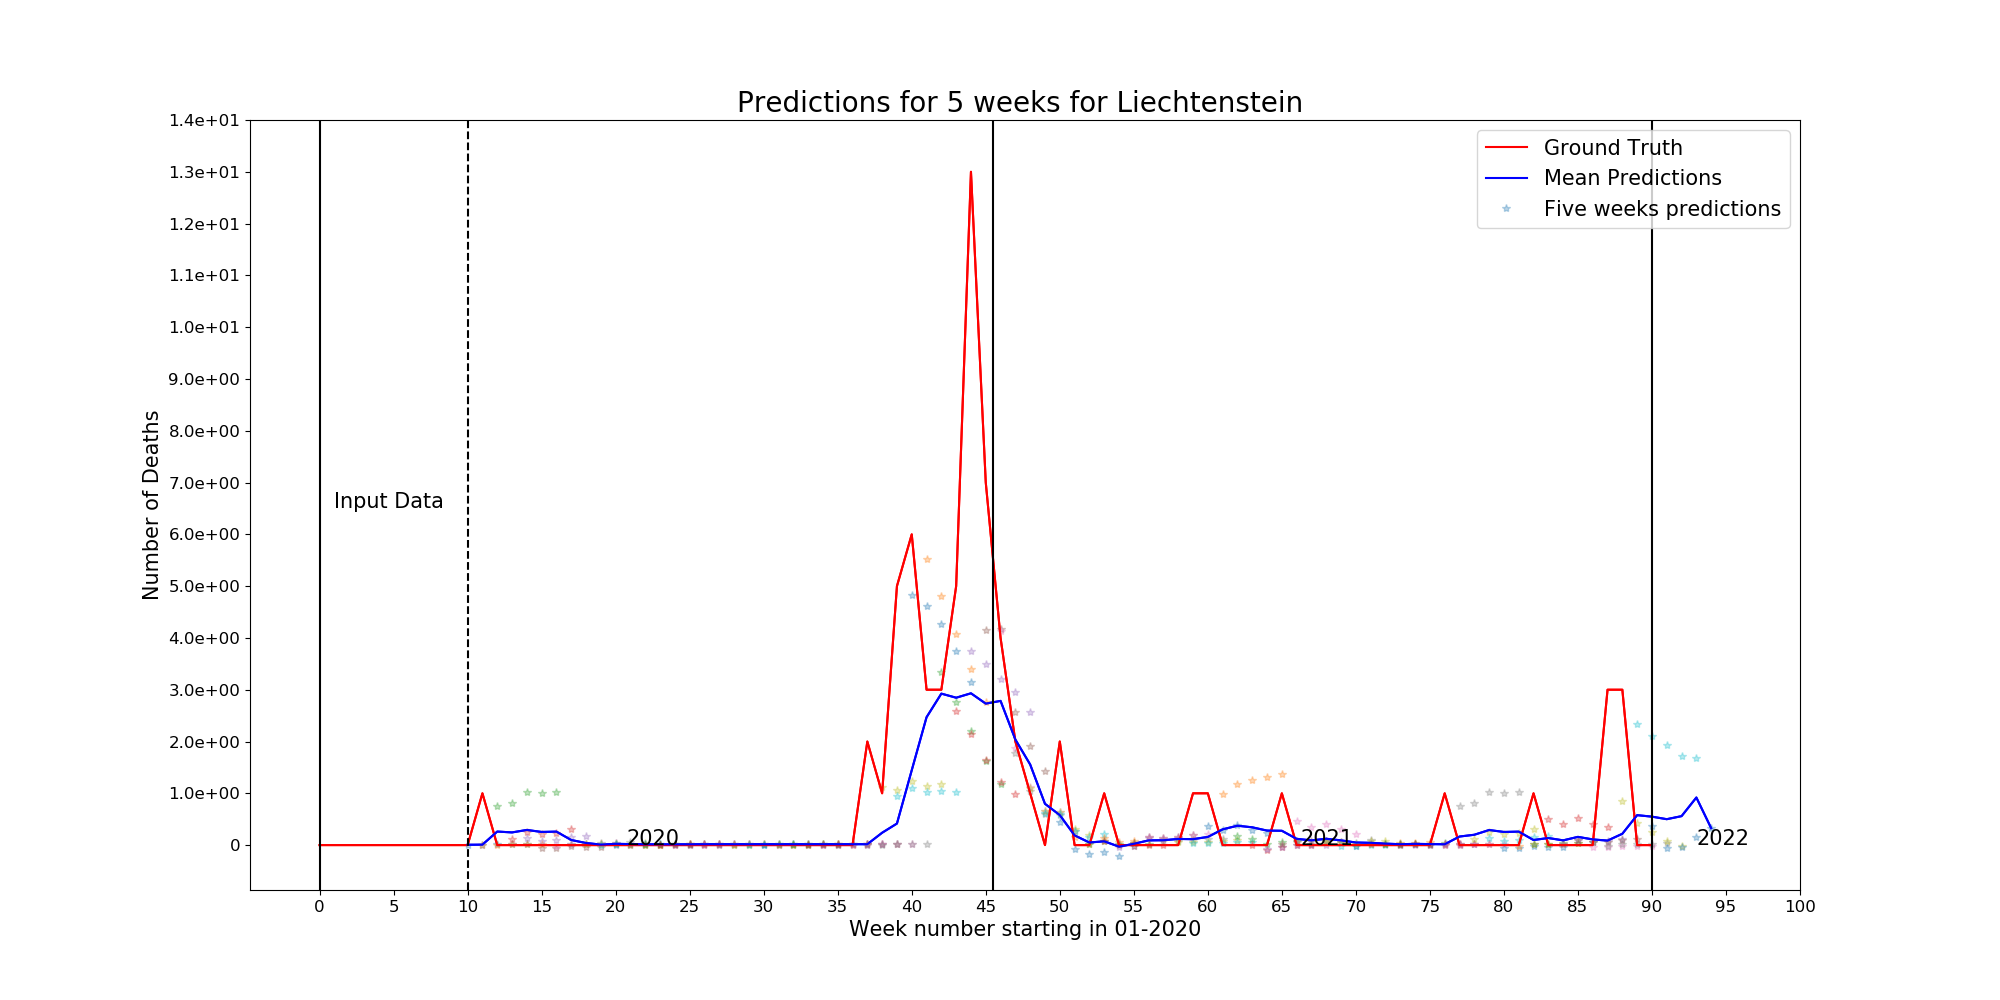 Predictions for 5 weeks for Liechtenstein
1.4e+01
1.3e+01
1.2e+01
1.1e+01
1.0e+01
9.0e+00
8.0e+00
7.0e+00
6.0e+00
5.0e+00
4.0e+00
3.0e+00
2.0e+00
1.0e+00
0
Number of Deaths
Ground Truth
Mean Predictions
Five weeks predictions
Input Data
2020
2021
2022
0 5 10 15 20 25 30 35 40 45 50 55 60 65 70 75 80 85 90 95 100
Week number starting in 01-2020